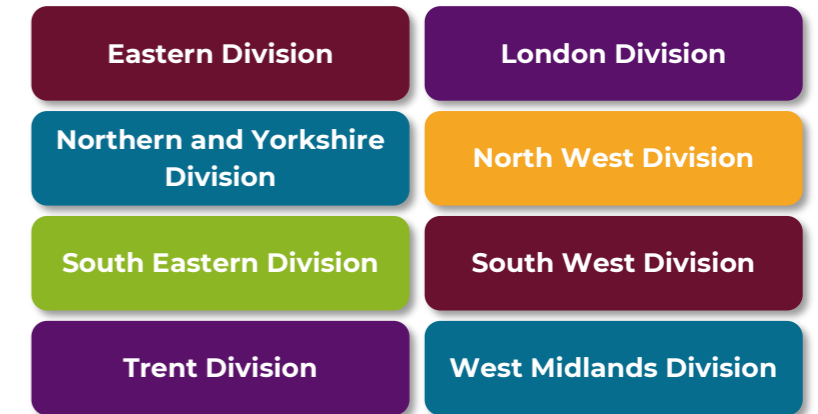 Eastern Division
London Division
Northern and Yorkshire
Division
North West Division
South Eastern Division
South West Division
Trent Division
West Midlands Division